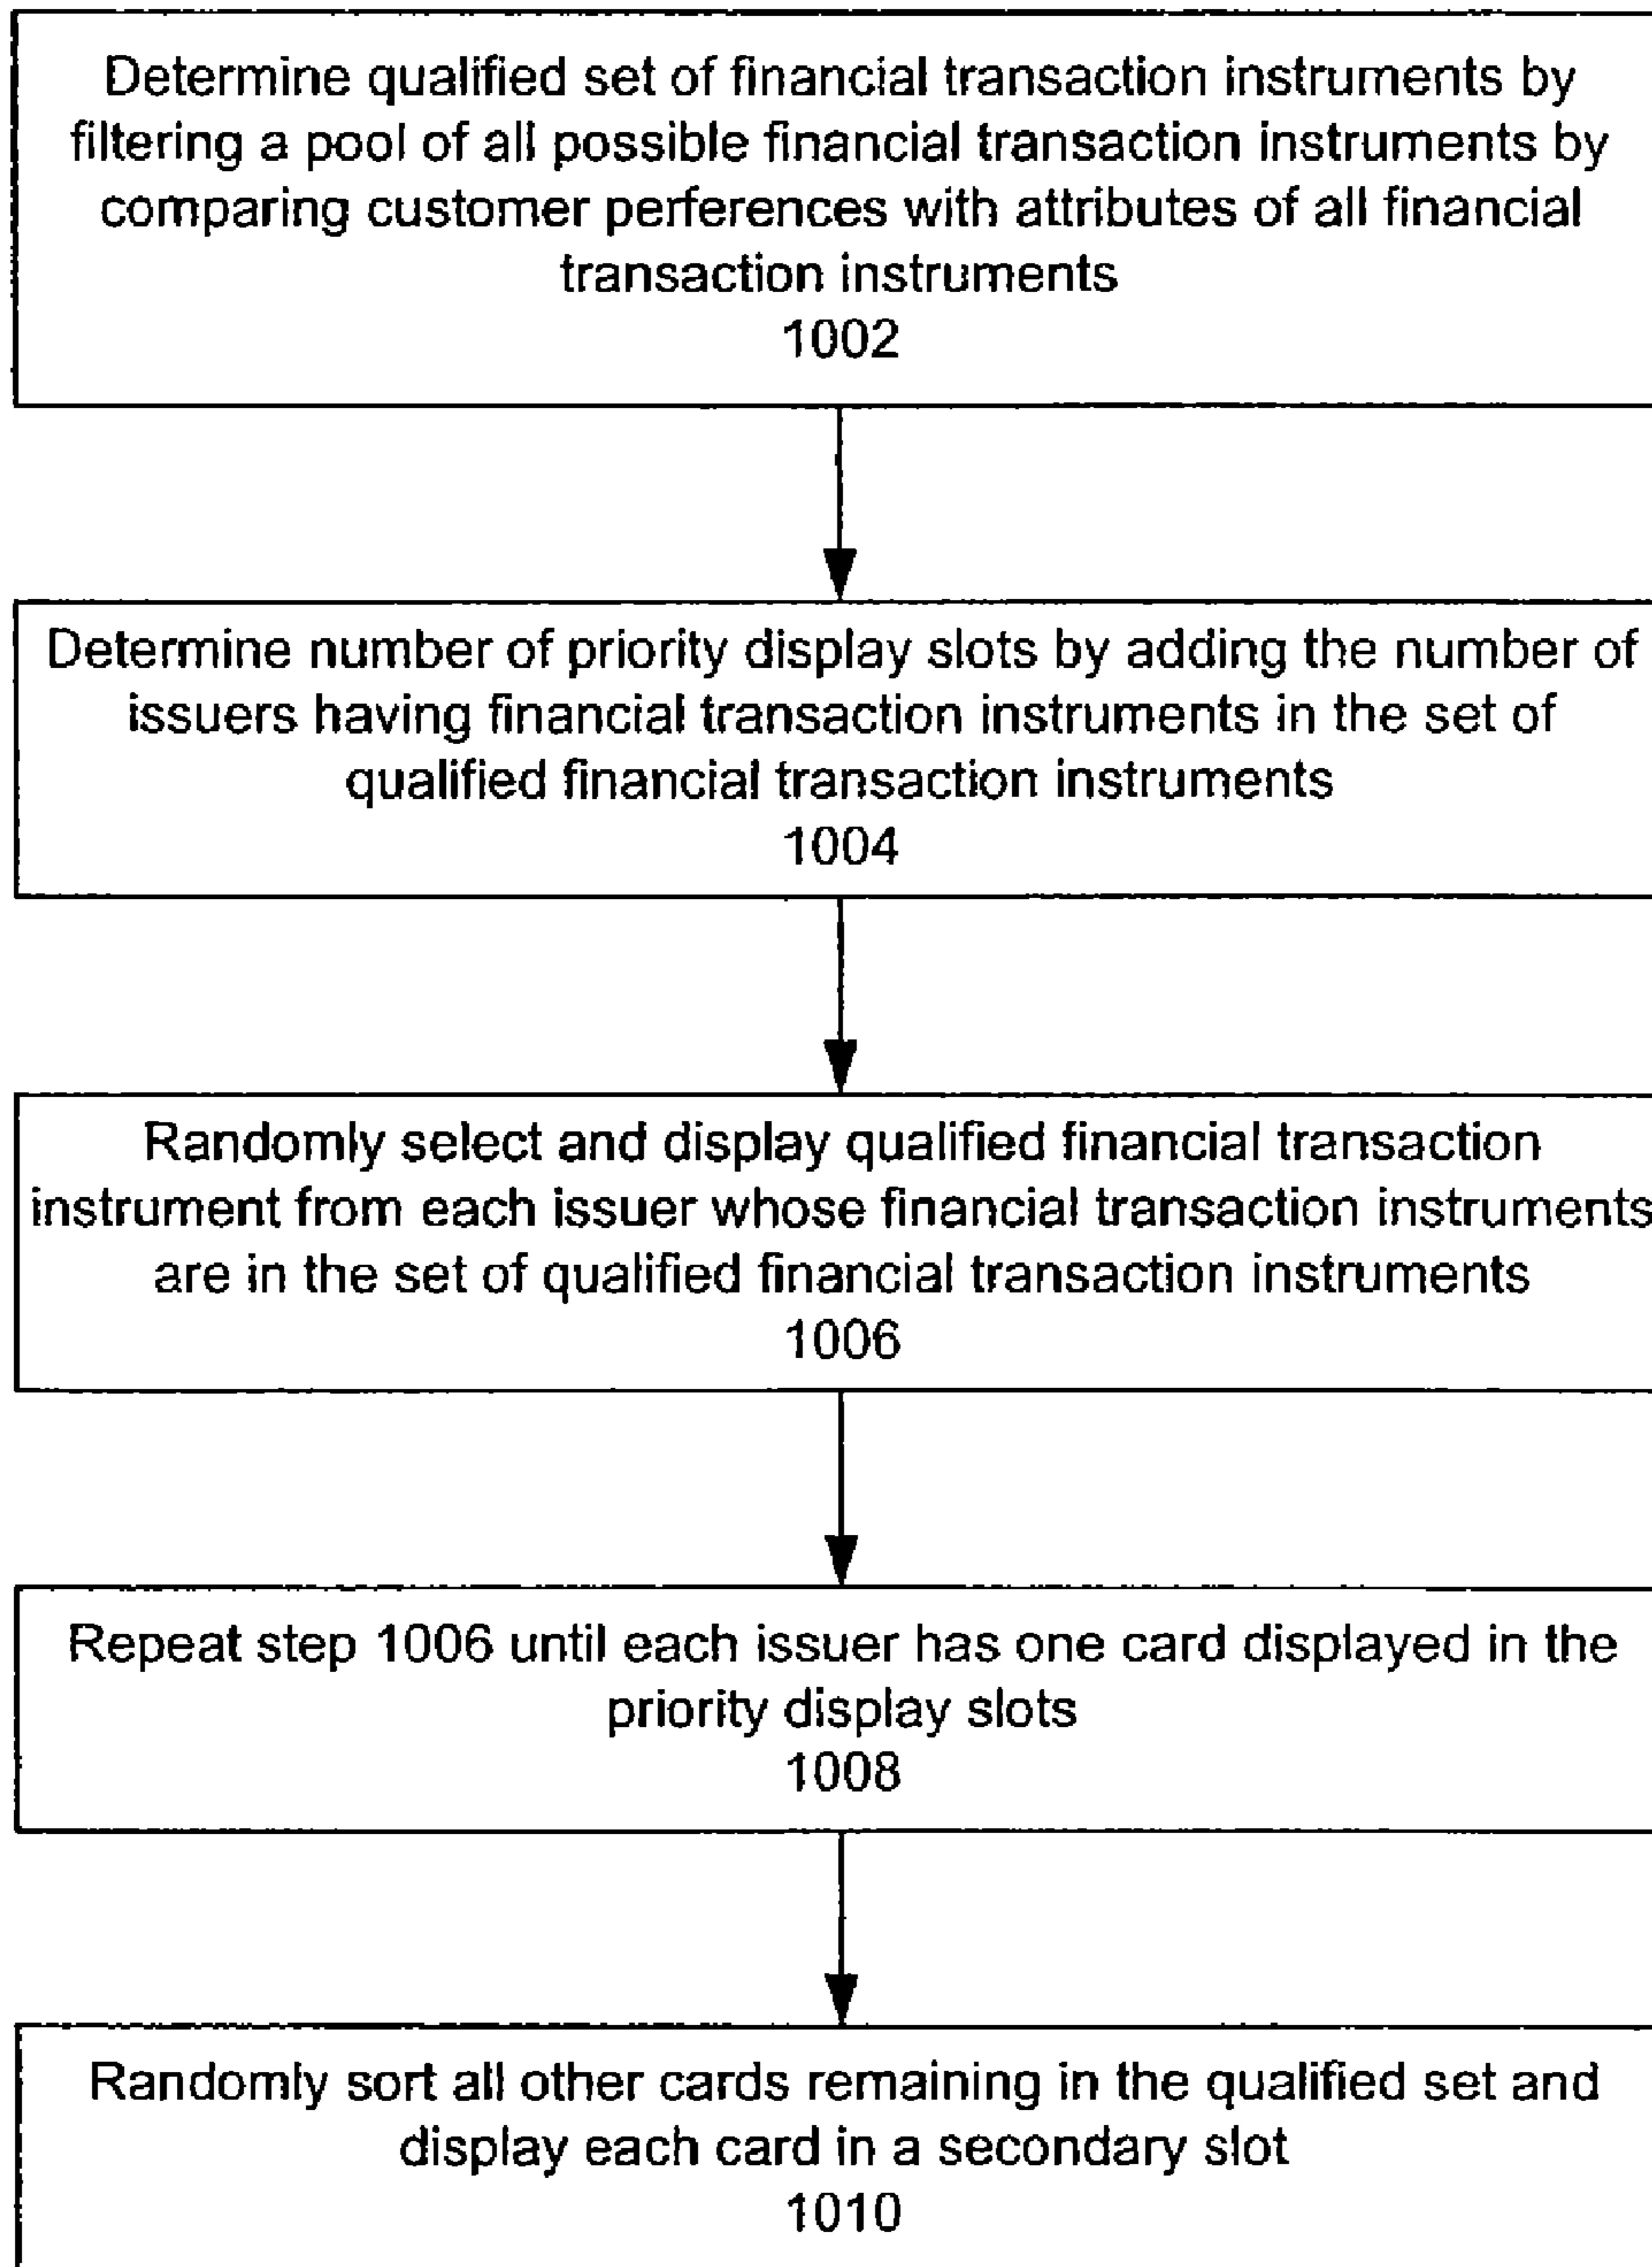 Determine qualified set of financial transaction instruments by
filtering a pool of all possible financial transaction instruments by
comparing customer perferences with attributes of all financial
transaction instruments
1002
Determine number of priority display slots by adding the number of
issuers having financial transaction instruments in the set of
qualified financial transaction instruments
1004
Randomly select and display qualified financial transaction
instrument from each issuer whose financial transaction instruments
are in the set of qualified financial transaction instruments
1006
Repeat step 1006 until each issuer has one card displayed in the
priority display slots
1008
Randomly sort all other cards remaining in the qualified set and
display each card in a secondary slot
1010